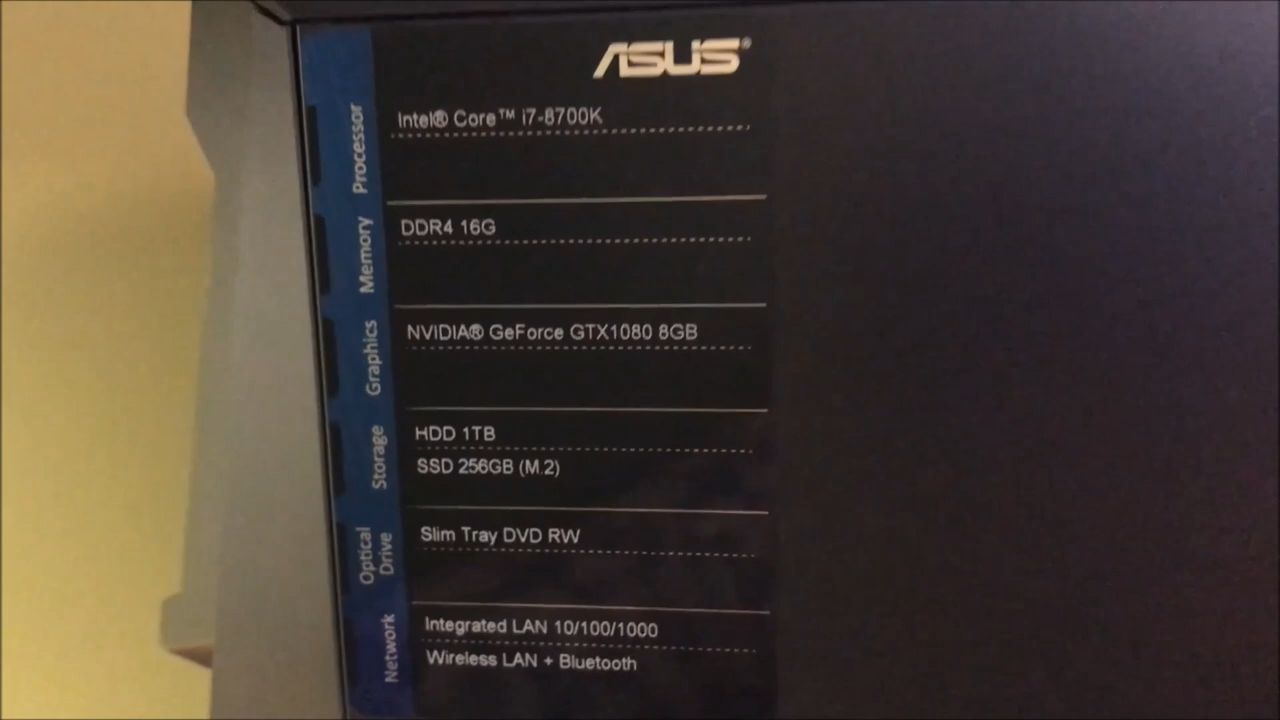 ASUS®
Processor
Intel® Core™ i7-8700K
Memory
DDR4 16G
Graphics
NVIDIA® GeForce GTX1080 8GB
Storage
HDD 1TB
SSD 256GB (M.2)
Optical
Drive
Slim Tray DVD RW
Network
Integrated LAN 10/100/1000
Wireless LAN + Bluetooth